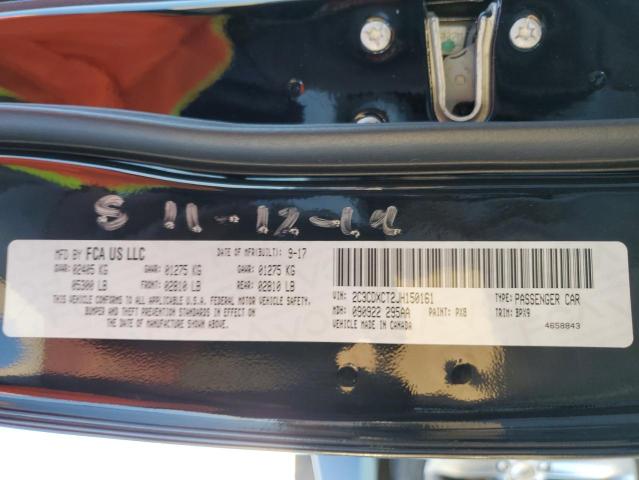 S 11-12-14
MFD BY FCA US LLC DATE OF MFR(BUILT): 9-17
GVWR: 02405 KG GAWR: 01275 KG GAWR: 01275 KG
05300 LB FRONT: 02810 LB REAR: 02810 LB
THIS VEHICLE CONFORMS TO ALL APPLICABLE U.S.A. FEDERAL MOTOR VEHICLE SAFETY,
BUMPER AND THEFT PREVENTION STANDARDS IN EFFECT ON THE
DATE OF MANUFACTURE SHOWN ABOVE.
VIN: 2C3CDXCT2JH150161 TYPE: PASSENGER CAR
MDH: 090922 295AA PAINT: PX8 TRIM: BPX9
VEHICLE MADE IN CANADA 4658843